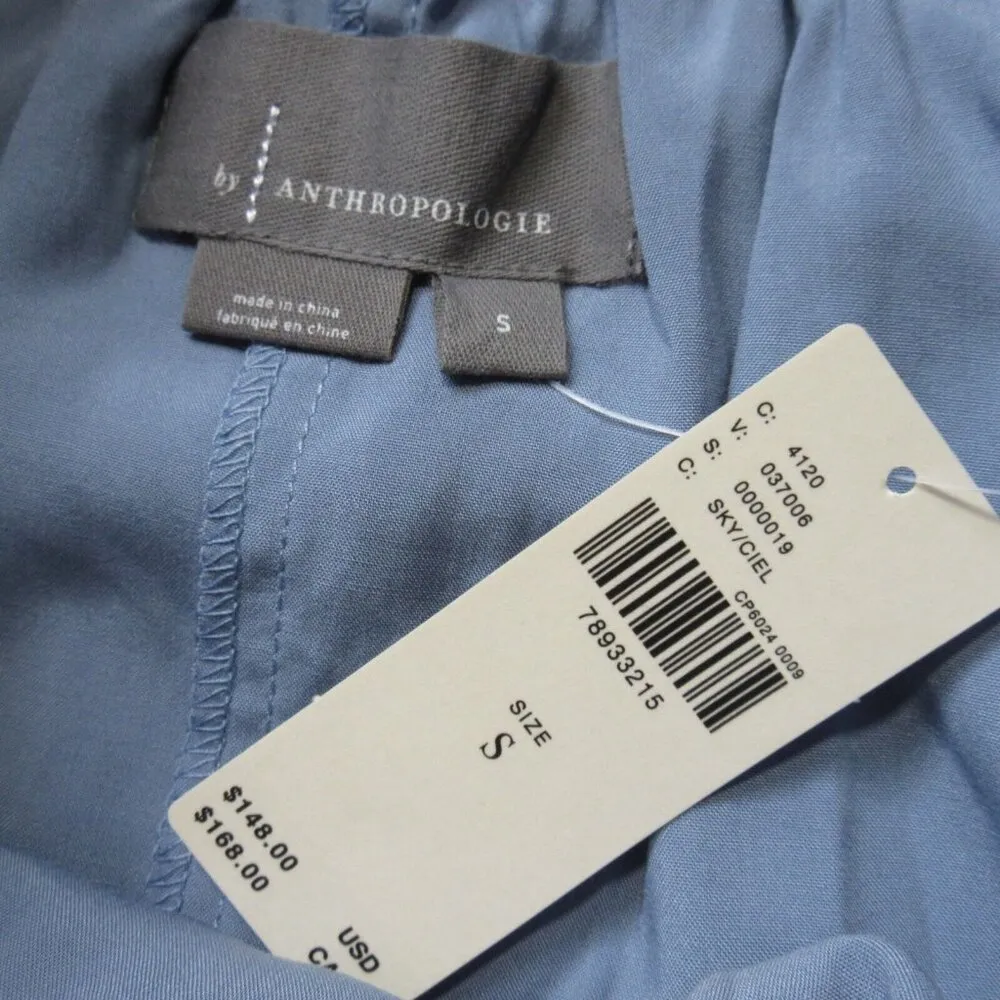 by ANTHROPOLOGIE
made in china
fabriqué en chine
S
C: 4120
V: 037006
S: 0000019
C: SKY/CIEL
CP6024 0009
78933215
SIZE
S
$148.00 USD
$168.00